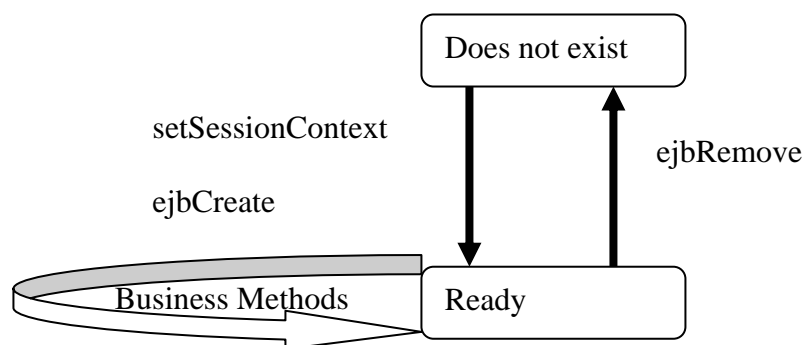 Does not exist
setSessionContext
ejbRemove
ejbCreate
Business Methods
Ready